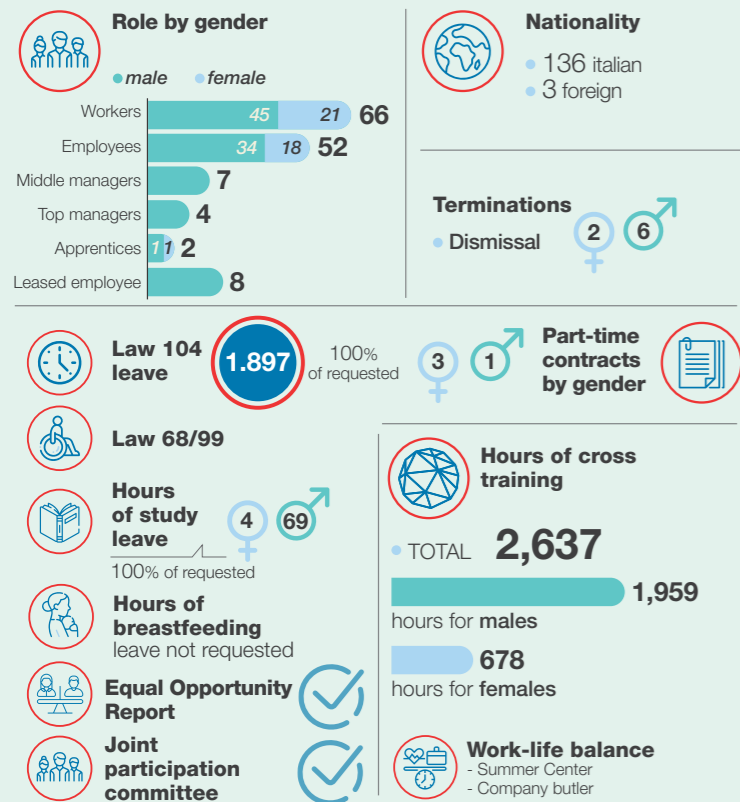 Role by gender
male female
Workers 45 21 66
Employees 34 18 52
Middle managers 7
Top managers 4
Apprentices 1 1 2
Leased employee 8
Nationality
136 italian
3 foreign
Terminations
Dismissal 2 6
Law 104
leave
1.897
100%
of requested
3 1
Part-time
contracts
by gender
Law 68/99
Hours
of study
leave
4 69
100% of requested
Hours of
breastfeeding
leave not requested
Equal Opportunity
Report
Joint
participation
committee
Hours of cross
training
TOTAL 2,637
1,959
hours for males
678
hours for females
Work-life balance
- Summer Center
- Company butler